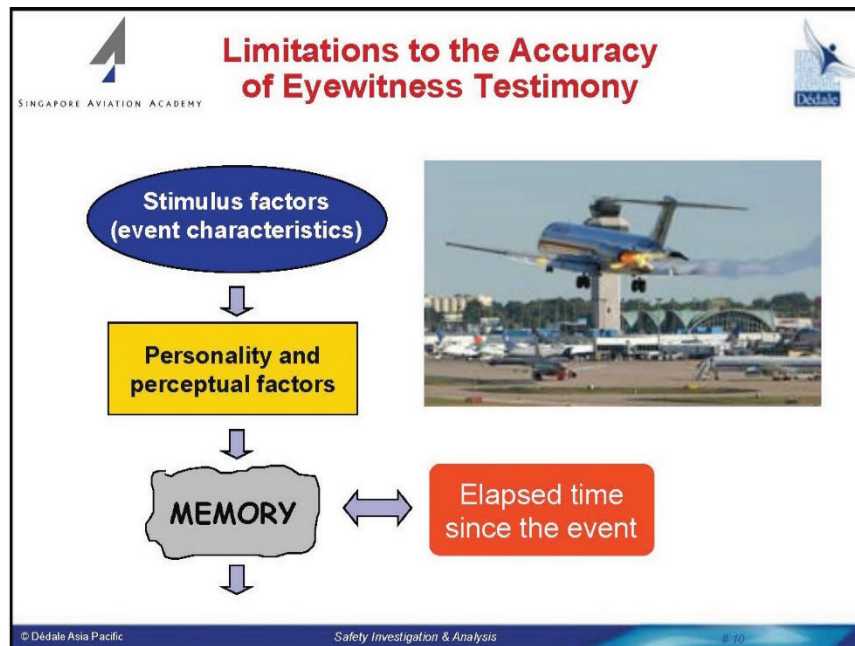 Limitations to the Accuracy
of Eyewitness Testimony
SINGAPORE AVIATION ACADEMY
Dédale
Stimulus factors
(event characteristics)
Personality and
perceptual factors
MEMORY
Elapsed time
since the event
© Dédale Asia Pacific
Safety Investigation & Analysis
# 10